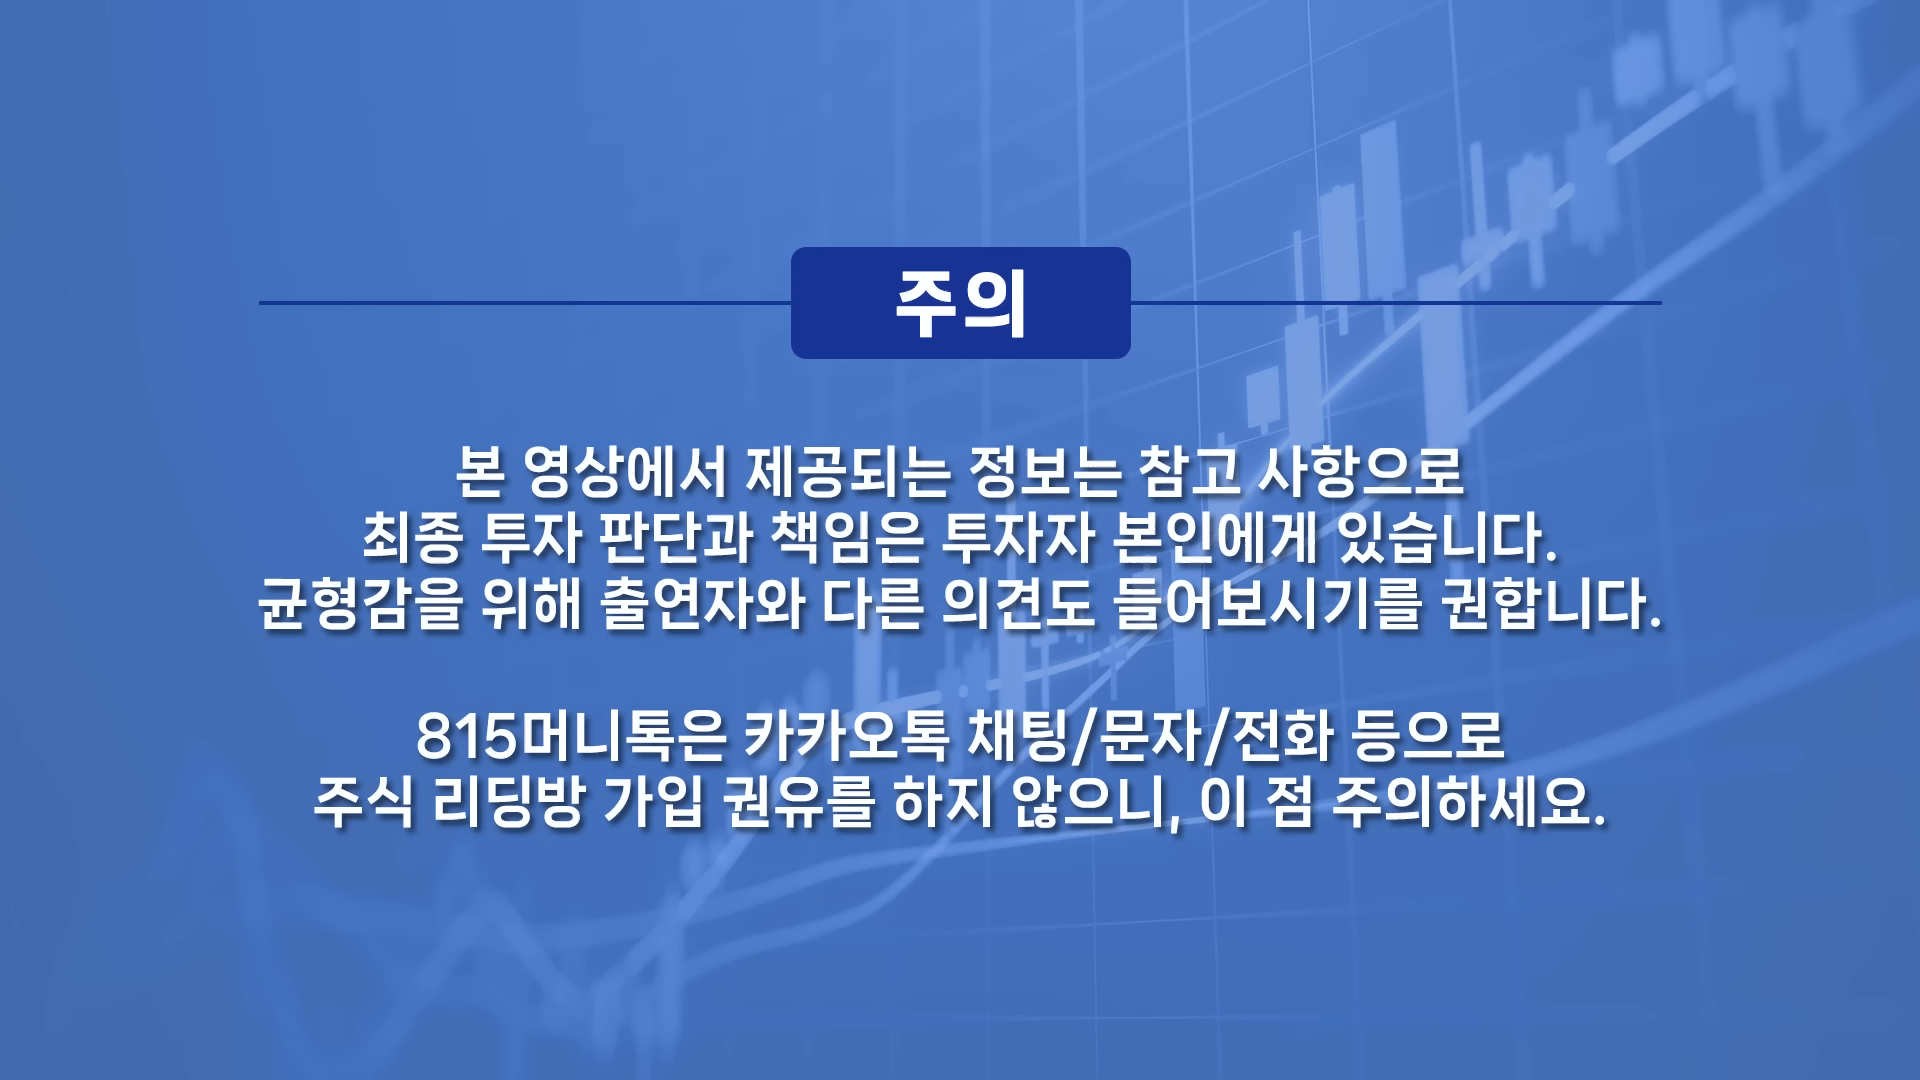 주의
본 영상에서 제공되는 정보는 참고 사항으로
최종 투자 판단과 책임은 투자자 본인에게 있습니다.
균형감을 위해 출연자와 다른 의견도 들어보시기를 권합니다.
815머니톡은 카카오톡 채팅/문자/전화 등으로
주식 리딩방 가입 권유를 하지 않으니, 이 점 주의하세요.